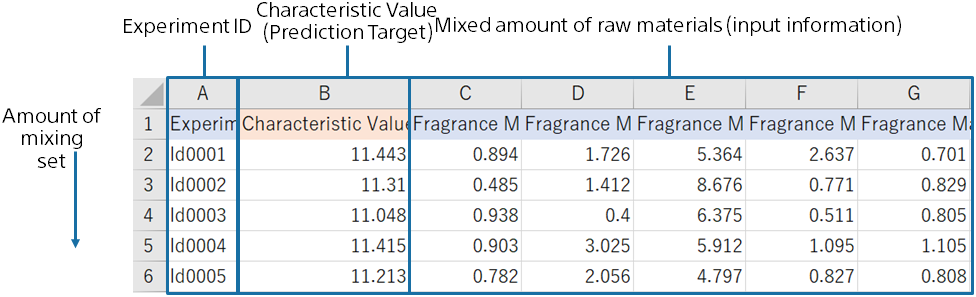 Experiment ID
Characteristic Value
(Prediction Target)
Mixed amount of raw materials (input information)
Amount of
mixing
set
A B C D E F G
1 Experim Characteristic Value Fragrance M Fragrance M Fragrance M Fragrance M Fragrance Ma
2 Id0001 11.443 0.894 1.726 5.364 2.637 0.701
3 Id0002 11.31 0.485 1.412 8.676 0.771 0.829
4 Id0003 11.048 0.938 0.4 6.375 0.511 0.805
5 Id0004 11.415 0.903 3.025 5.912 1.095 1.105
6 Id0005 11.213 0.782 2.056 4.797 0.827 0.808